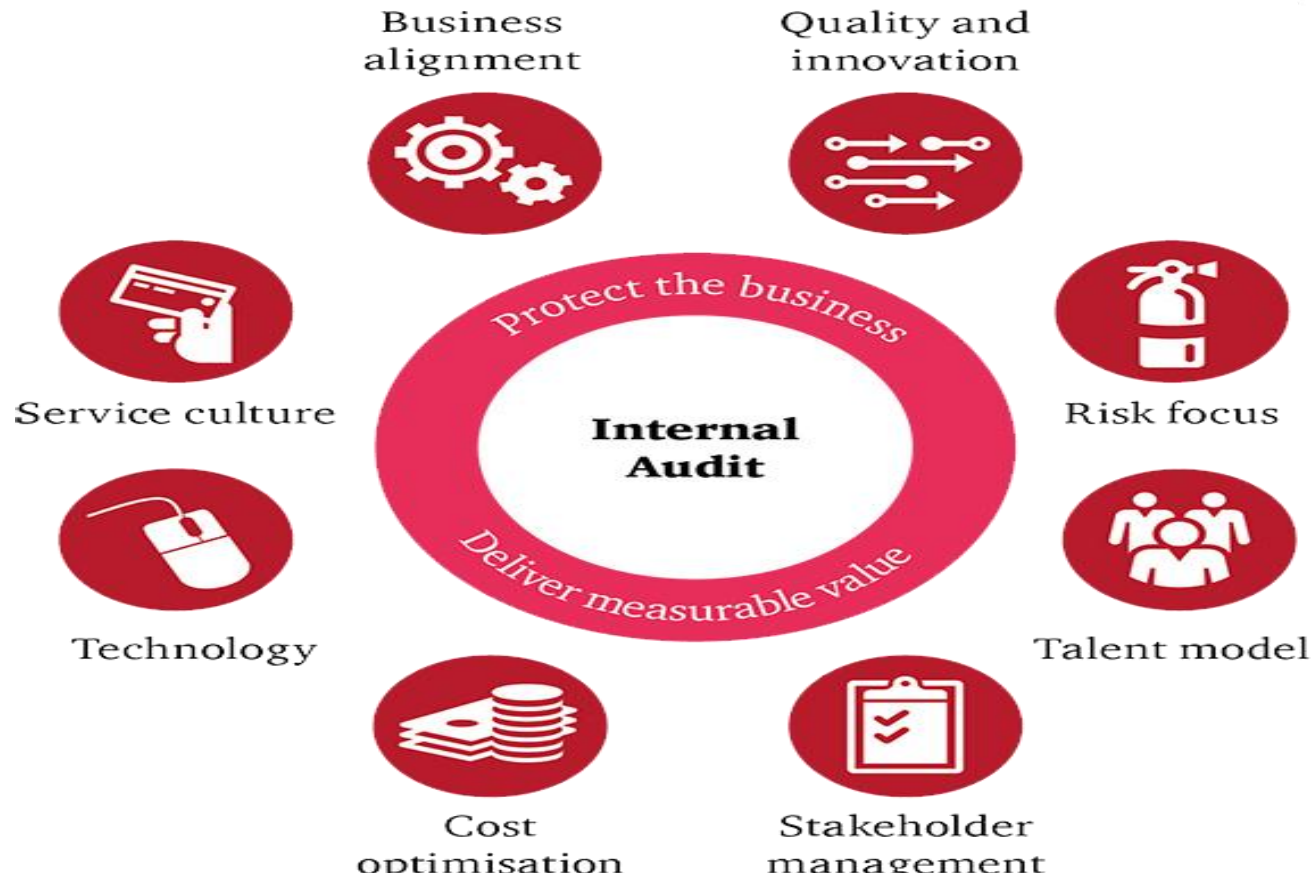 Business
alignment
Quality and
innovation
Protect the business
Service culture
Internal
Audit
Risk focus
Deliver measurable value
Technology
Talent model
Cost
optimisation
Stakeholder
management